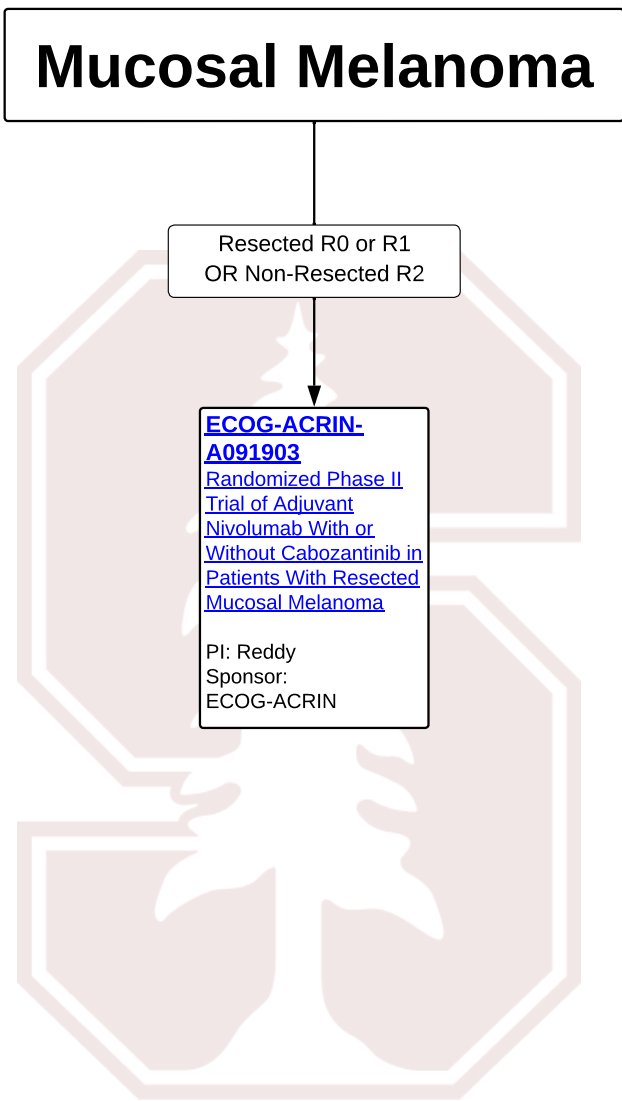 Mucosal Melanoma
Resected R0 or R1
OR Non-Resected R2
ECOG-ACRIN-
A091903
Randomized Phase II
Trial of Adjuvant
Nivolumab With or
Without Cabozantinib in
Patients With Resected
Mucosal Melanoma
PI: Reddy
Sponsor:
ECOG-ACRIN